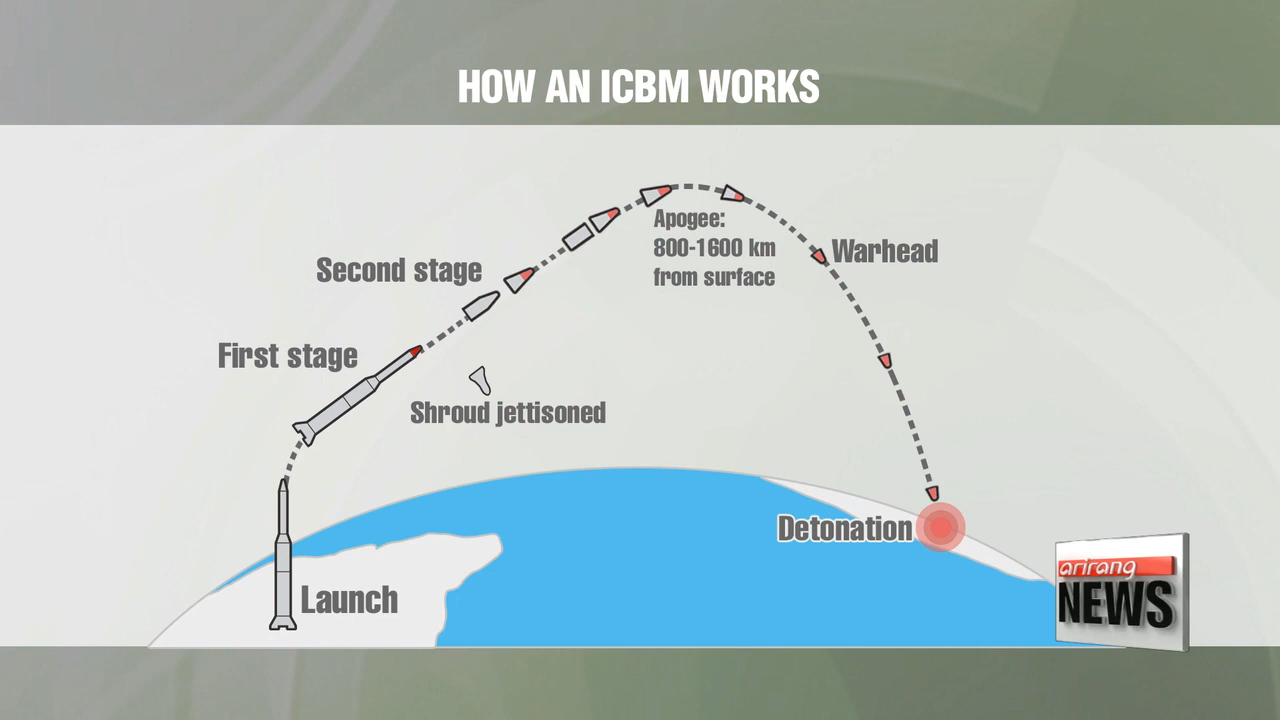 HOW AN ICBM WORKS
Apogee:
800-1600 km
from surface
Warhead
Second stage
First stage
Shroud jettisoned
Detonation
Launch
arirang
NEWS